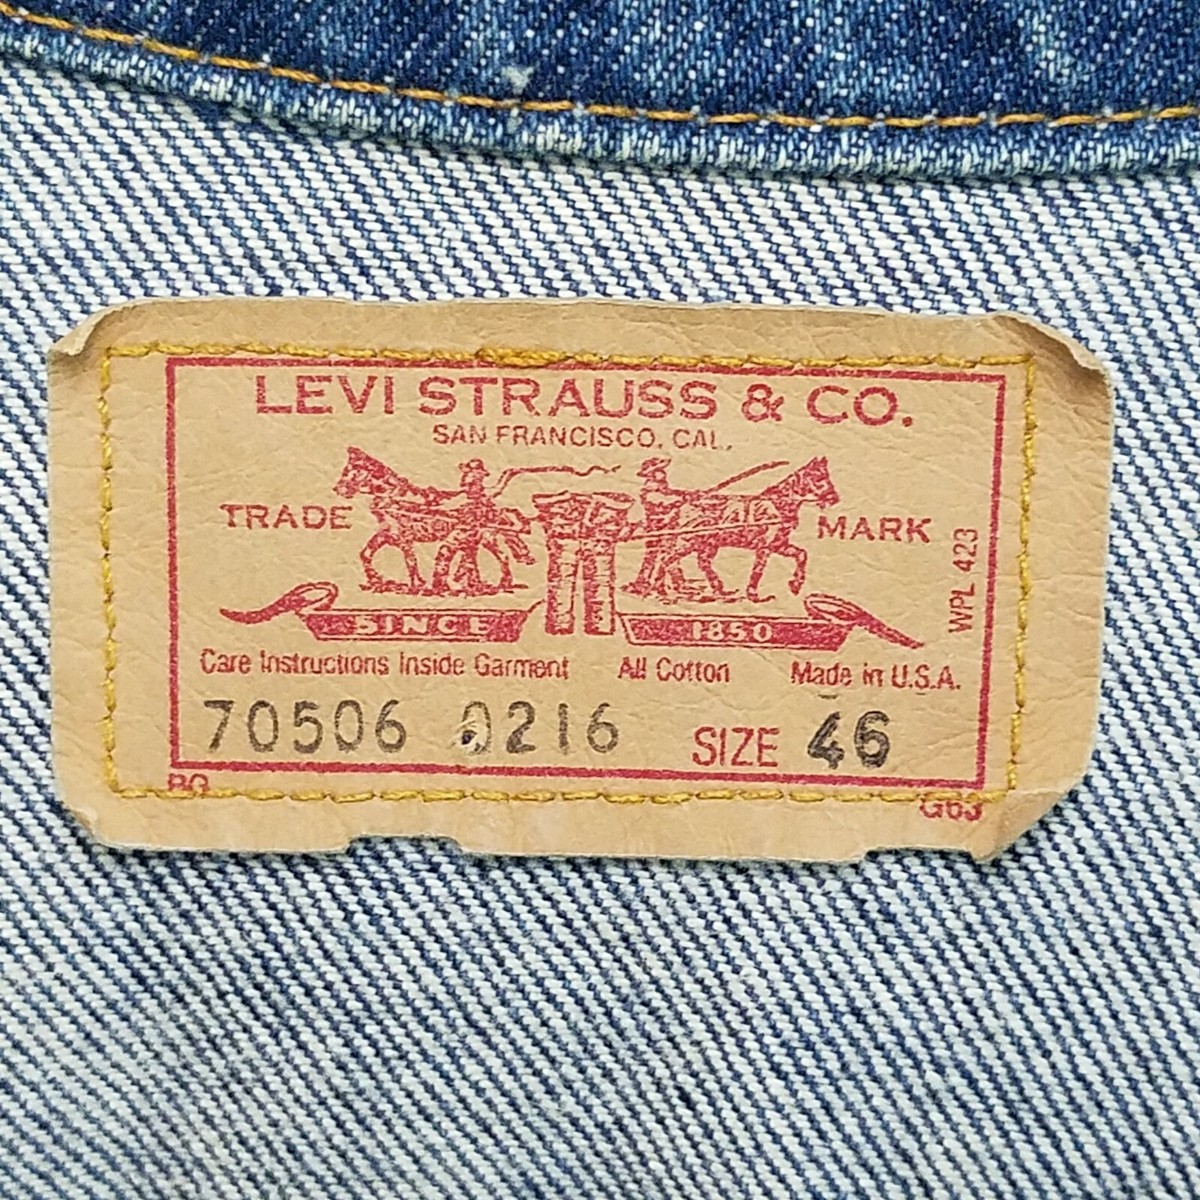 LEVI STRAUSS & CO.
SAN FRANCISCO, CAL.
TRADE MARK
WPL 423
SINCE 1850
Care Instructions Inside Garment All Cotton Made in U.S.A.
70506 0216 SIZE 46